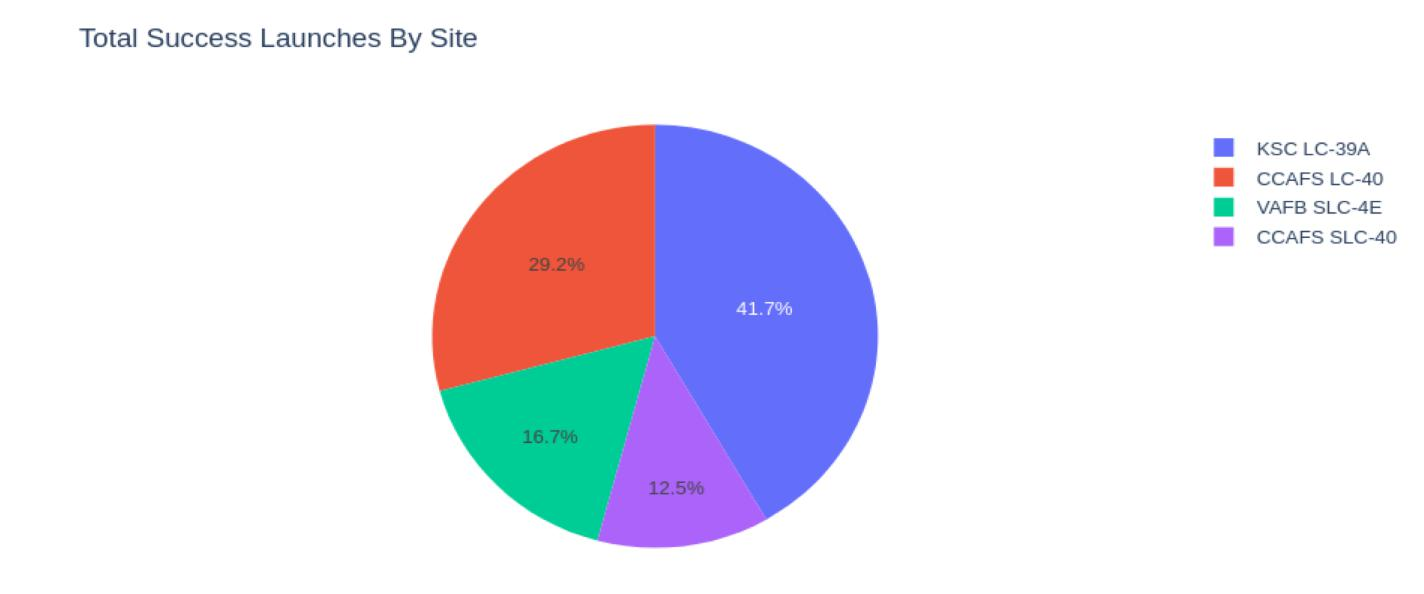 Total Success Launches By Site
KSC LC-39A
CCAFS LC-40
VAFB SLC-4E
CCAFS SLC-40
29.2%
41.7%
16.7%
12.5%